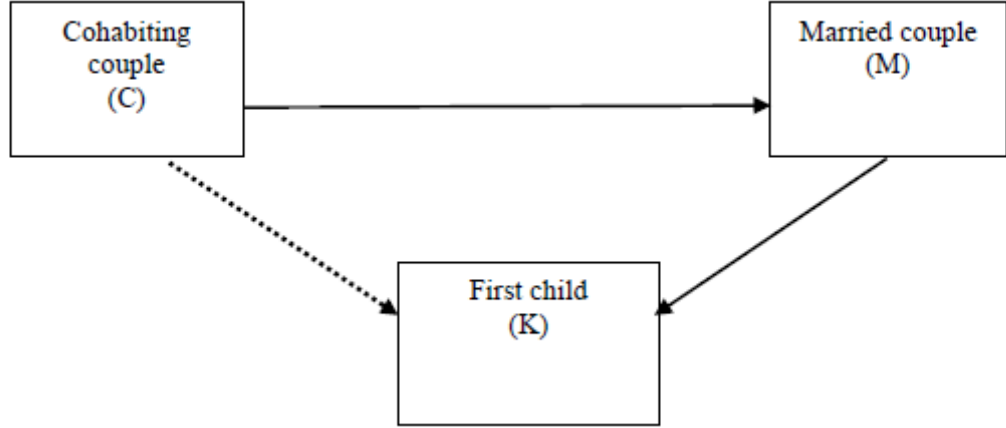 Cohabiting
couple
(C)
Married couple
(M)
First child
(K)